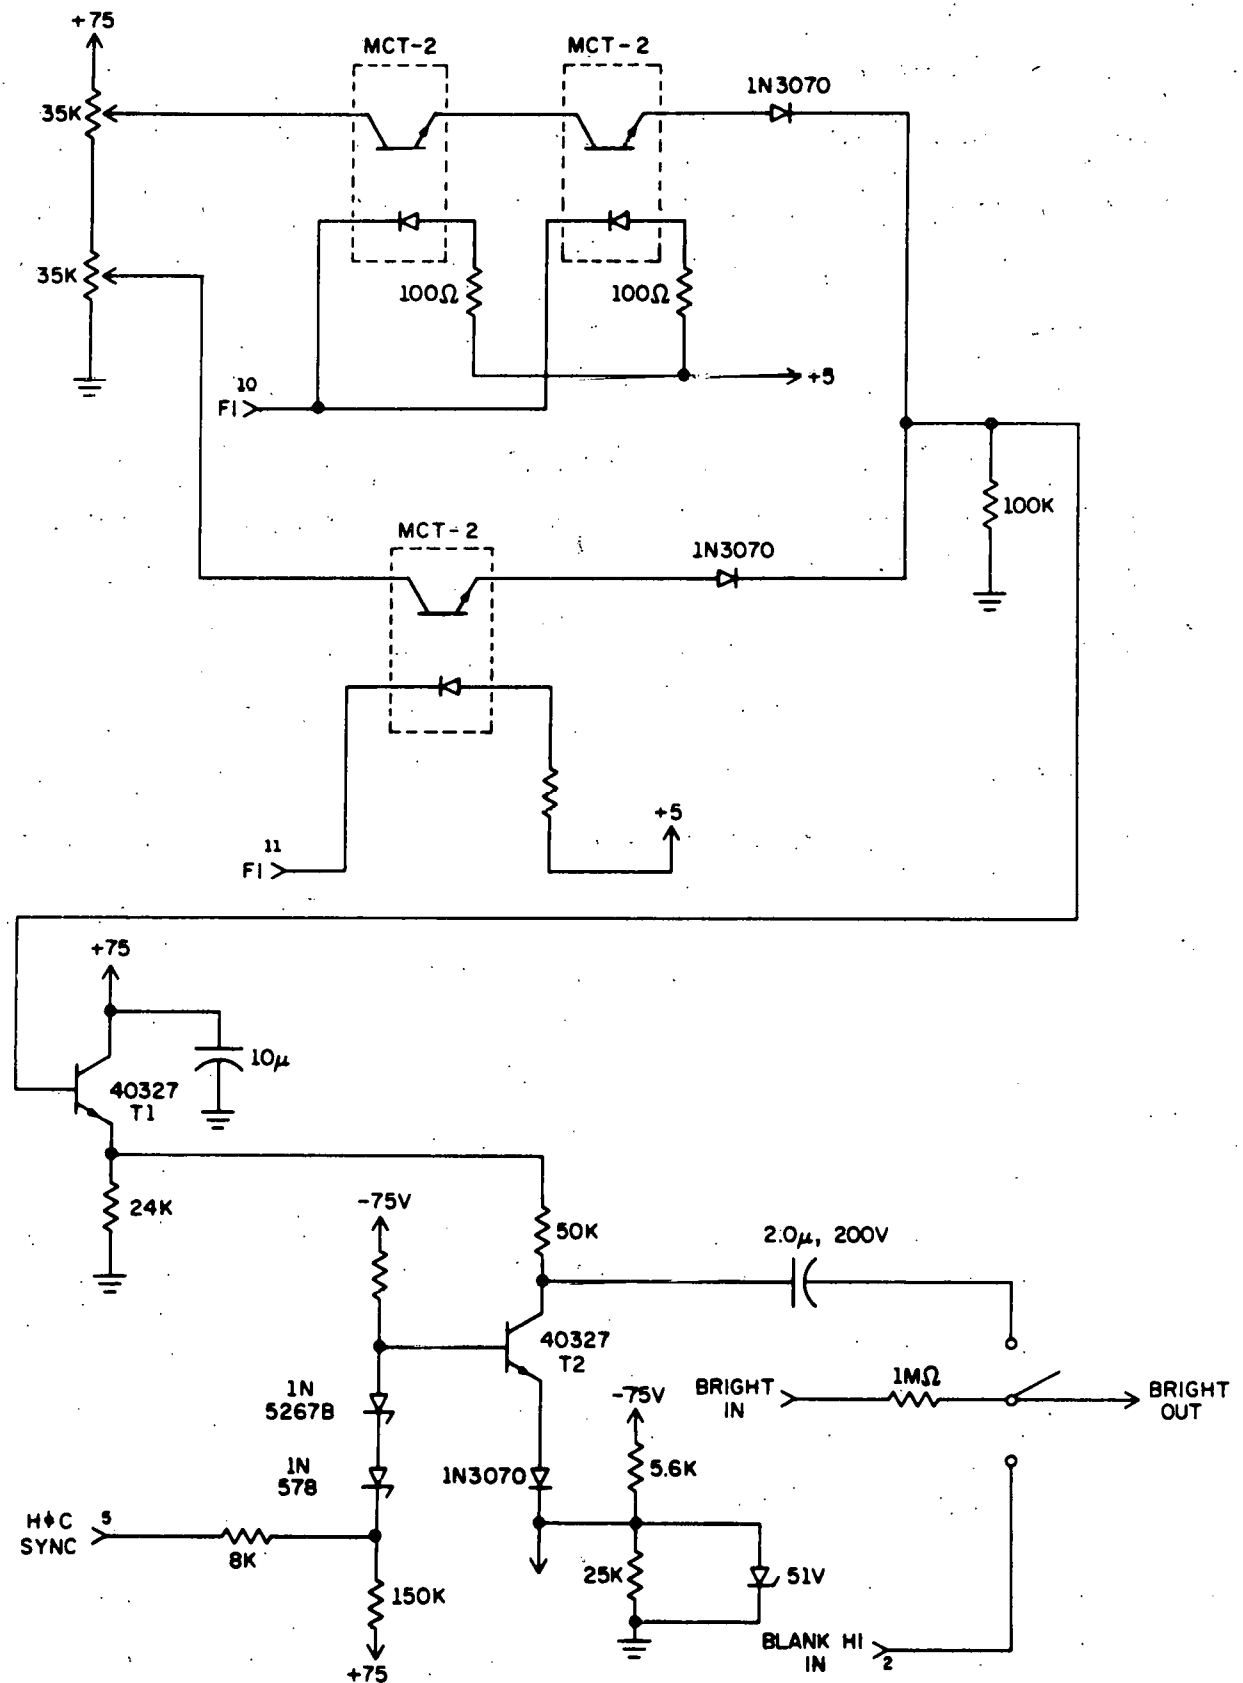 +75
MCT-2
MCT-2
1N3070
35K
35K
100Ω
100Ω
10
F1
+5
100K
MCT-2
1N3070
11
F1
+5
+75
10μ
40327
T1
24K
-75V
50K
2.0μ, 200V
40327
T2
1N
5267B
BRIGHT
IN
1MΩ
BRIGHT
OUT
-75V
1N
578
1N3070
5.6K
H⌽C
SYNC
5
8K
25K
51V
150K
BLANK HI
IN
2
+75